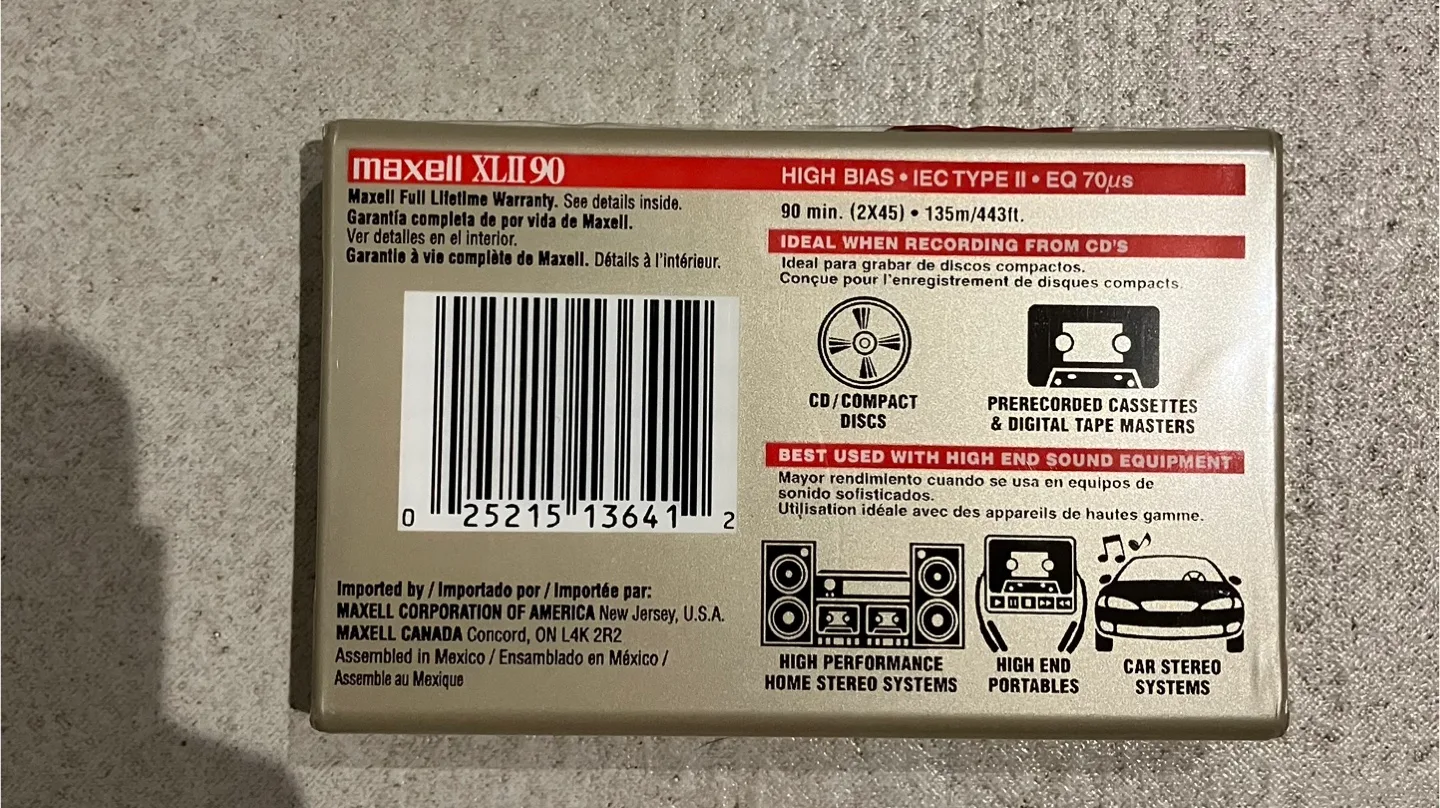 maxell XLII 90
Maxell Full Lifetime Warranty. See details inside.
Garantía completa de por vida de Maxell.
Ver detalles en el interior.
Garantie à vie complète de Maxell. Détails à l'intérieur.
0 25215 13641 2
Imported by / Importado por / Importée par:
MAXELL CORPORATION OF AMERICA New Jersey, U.S.A.
MAXELL CANADA Concord, ON L4K 2R2
Assembled in Mexico / Ensamblado en México /
Assemble au Mexique
HIGH BIAS • IEC TYPE II • EQ 70µs
90 min. (2X45) • 135m/443ft.
IDEAL WHEN RECORDING FROM CD'S
Ideal para grabar de discos compactos.
Conçue pour l'enregistrement de disques compacts.
CD/COMPACT
DISCS
PRERECORDED CASSETTES
& DIGITAL TAPE MASTERS
BEST USED WITH HIGH END SOUND EQUIPMENT
Mayor rendimiento cuando se usa en equipos de
sonido sofisticados.
Utilisation idéale avec des appareils de hautes gamme.
HIGH PERFORMANCE
HOME STEREO SYSTEMS
HIGH END
PORTABLES
CAR STEREO
SYSTEMS